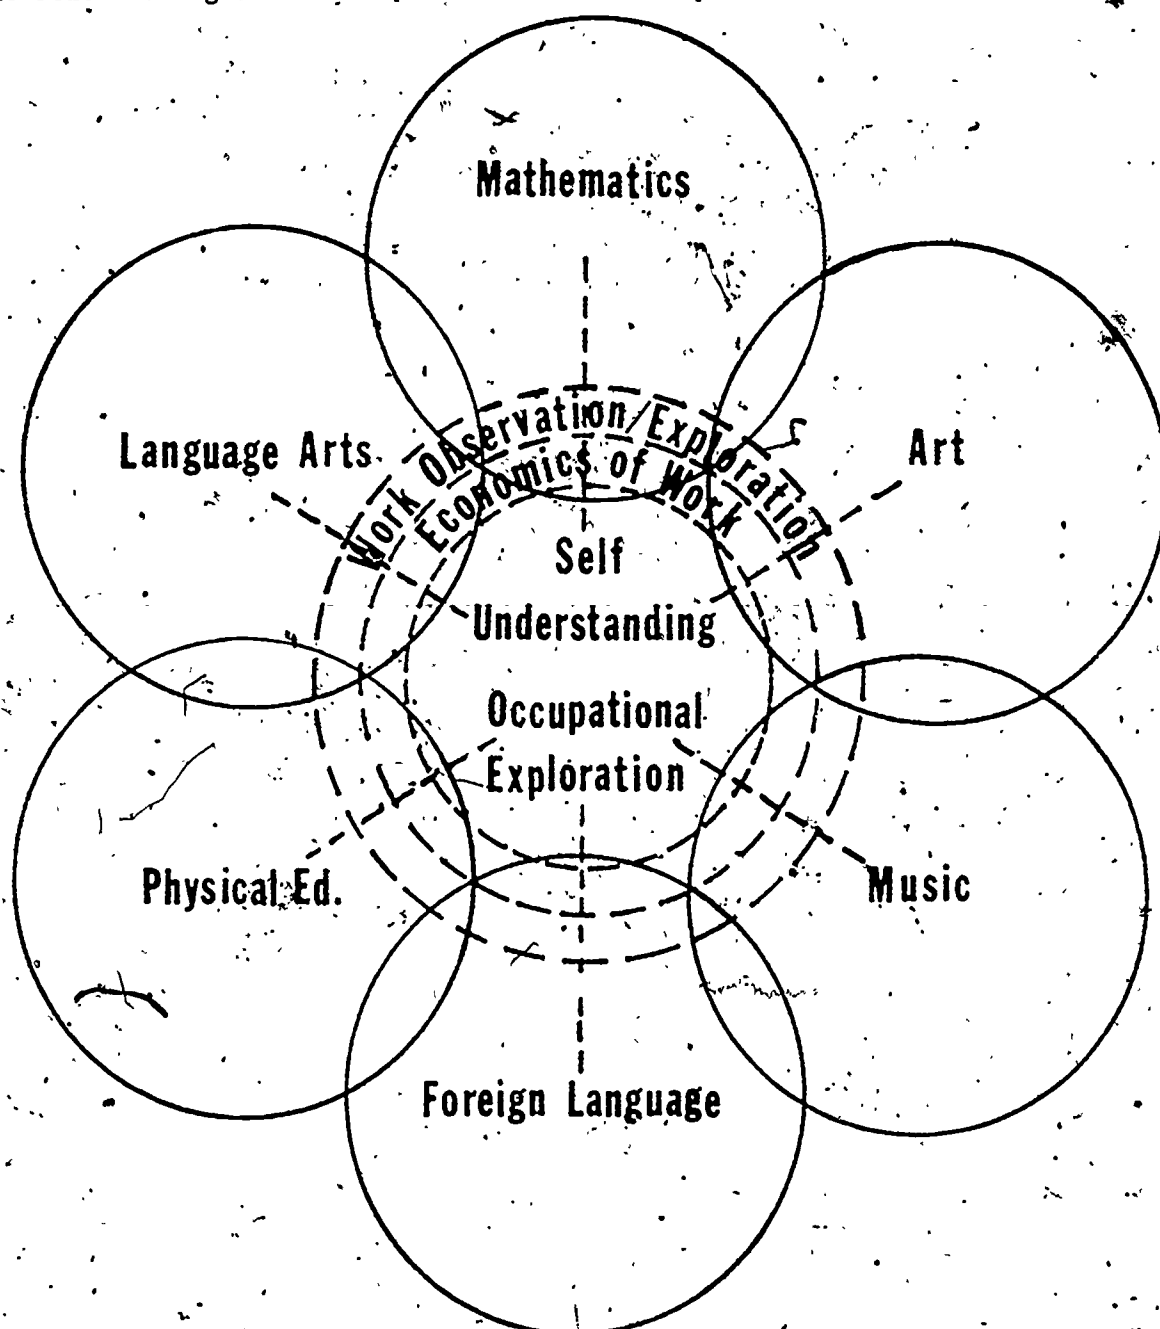 Mathematics
Language Arts
Art
Work Observation/Exploration
Economics of Work
Self
Understanding
Occupational
Exploration
Physical Ed.
Music
Foreign Language